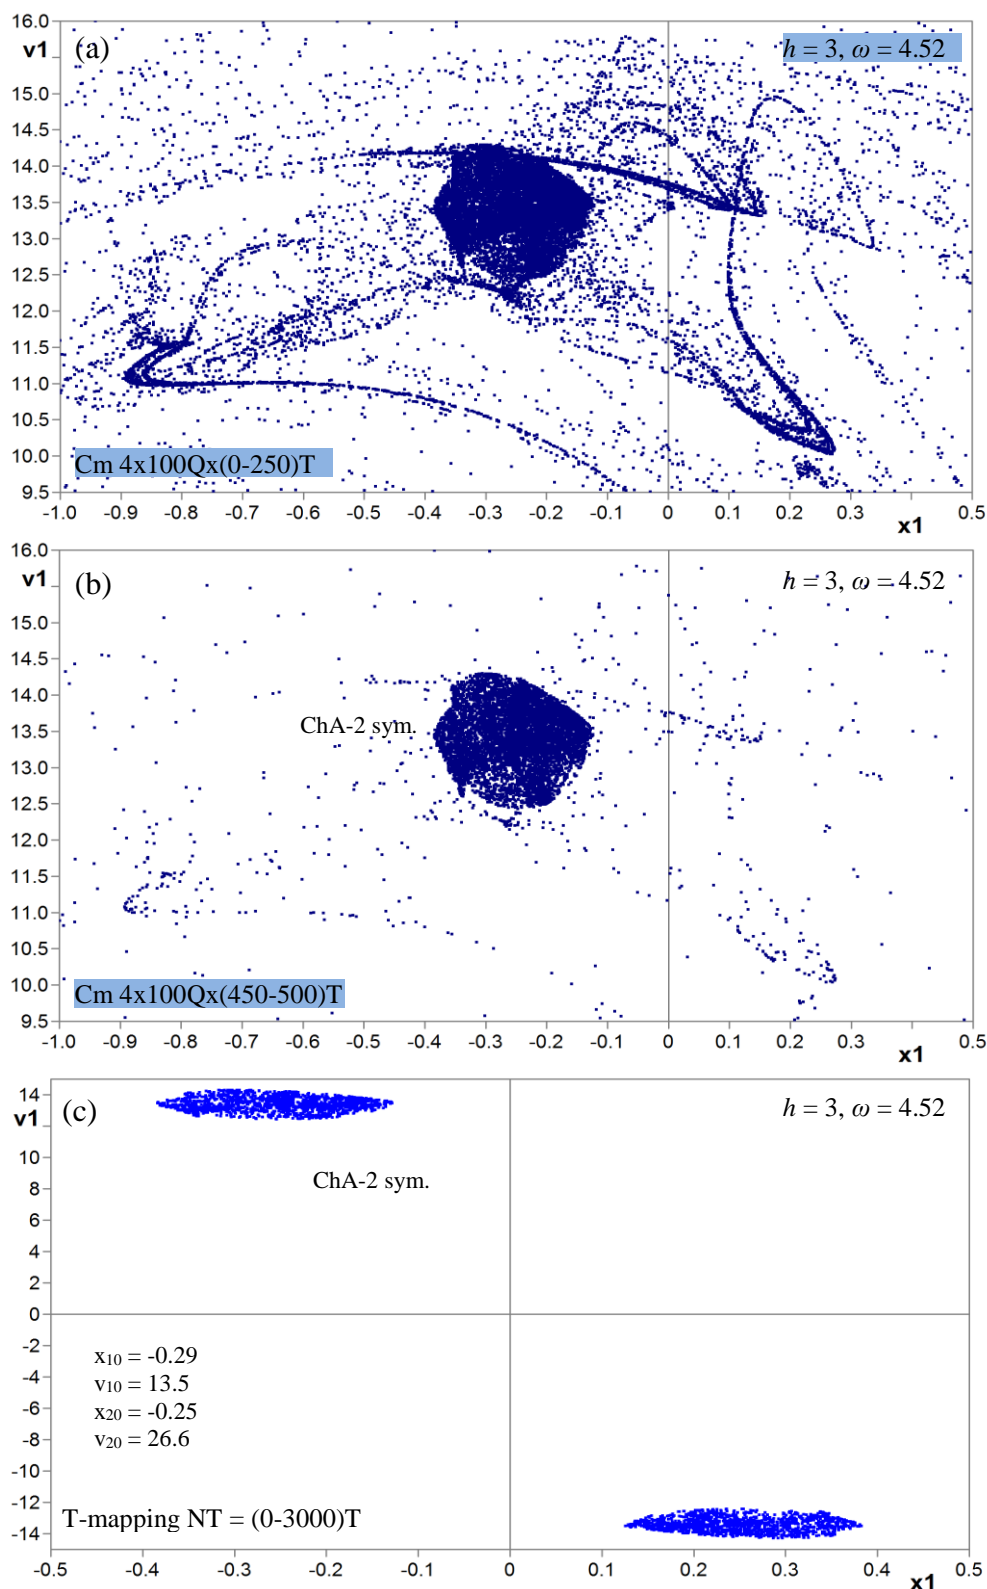 16.0
v1
(a)
h = 3, ω = 4.52
15.0
14.5
14.0
13.5
13.0
12.5
12.0
11.5
11.0
10.5
10.0
9.5
Cm 4x100Qx(0-250)T
-1.0 -0.9 -0.8 -0.7 -0.6 -0.5 -0.4 -0.3 -0.2 -0.1 0 0.1 0.2 0.3 0.4 0.5
x1
16.0
v1
(b)
h = 3, ω = 4.52
15.0
14.5
14.0
ChA-2 sym.
13.5
13.0
12.5
12.0
11.5
11.0
10.5
10.0
9.5
Cm 4x100Qx(450-500)T
-1.0 -0.9 -0.8 -0.7 -0.6 -0.5 -0.4 -0.3 -0.2 -0.1 0 0.1 0.2 0.3 0.4 0.5
x1
14
v1
(c)
h = 3, ω = 4.52
10
8
ChA-2 sym.
6
4
2
0
-2
-4
-6
-8
-10
-12
-14
x10 = -0.29
v10 = 13.5
x20 = -0.25
v20 = 26.6
T-mapping NT = (0-3000)T
-0.5 -0.4 -0.3 -0.2 -0.1 0 0.1 0.2 0.3 0.4 0.5
x1